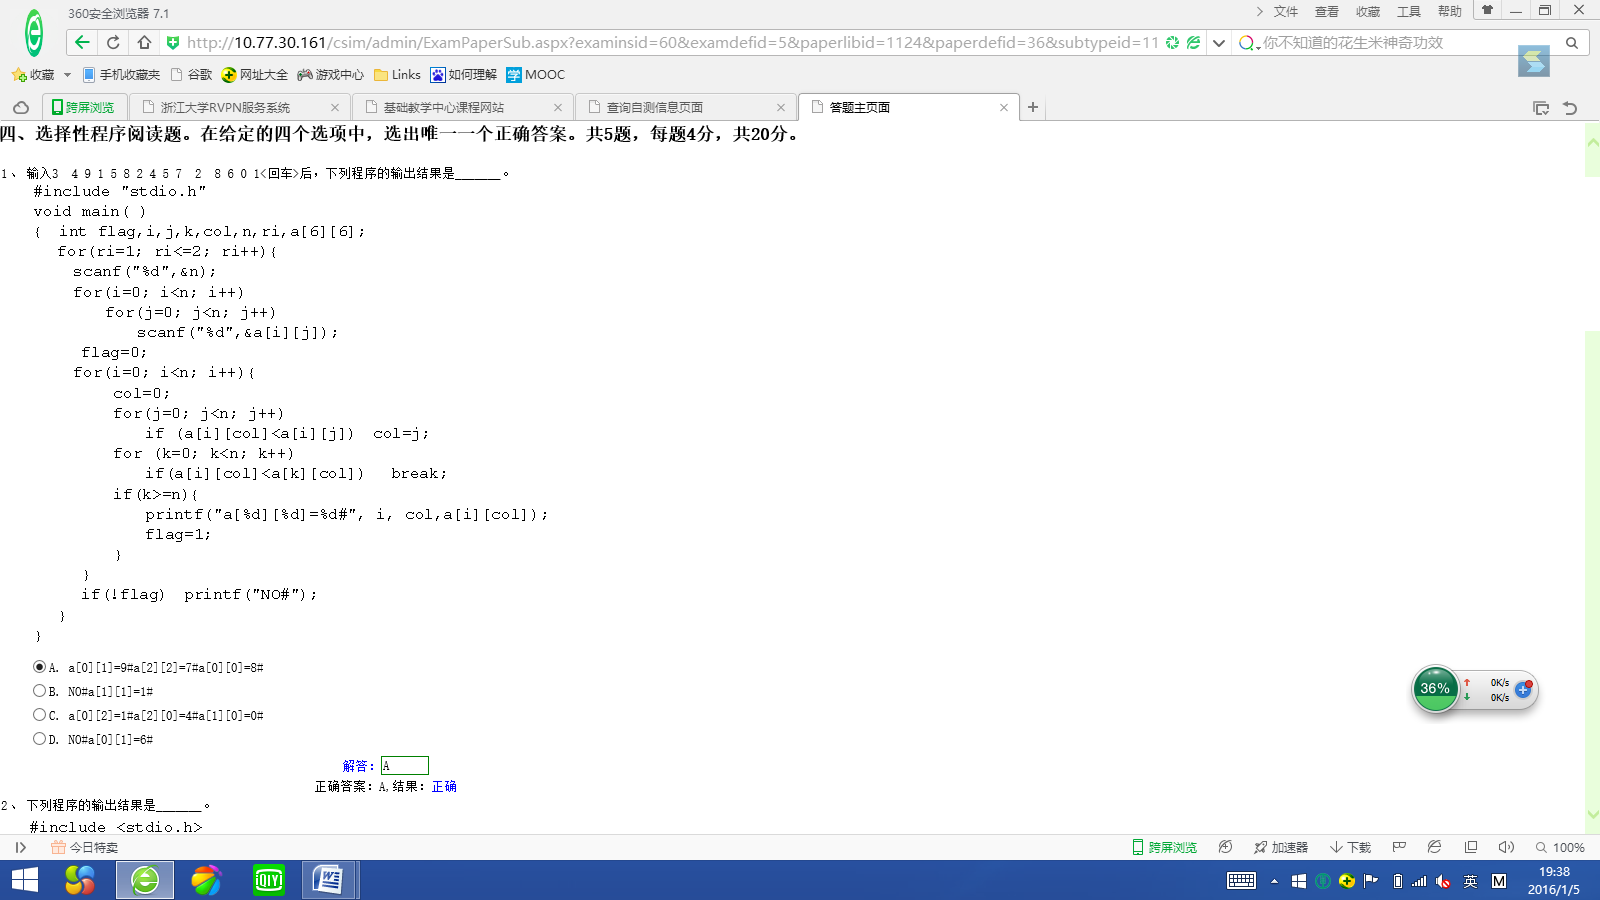 360安全浏览器 7.1
文件 查看 收藏 工具 帮助
http://10.77.30.161/csim/admin/ExamPaperSub.aspx?examinsid=60&examdefid=5&paperlibid=1124&paperdefid=36&subtypeid=11
你不知道的花生米神奇功效
收藏 手机收藏夹 谷歌 网址大全 游戏中心 Links 如何理解 学 MOOC
跨屏浏览 浙江大学RVPN服务系统 基础教学中心课程网站 查询自测信息页面 答题主页面
四、选择性程序阅读题。在给定的四个选项中，选出唯一一个正确答案。共5题，每题4分，共20分。
1、 输入3  4 9 1 5 8 2 4 5 7  2  8 6 0 1<回车>后，下列程序的输出结果是______。
#include "stdio.h"
void main( )
{  int flag,i,j,k,col,n,ri,a[6][6];
for(ri=1; ri<=2; ri++){
scanf("%d",&n);
for(i=0; i<n; i++)
for(j=0; j<n; j++)
scanf("%d",&a[i][j]);
flag=0;
for(i=0; i<n; i++){
col=0;
for(j=0; j<n; j++)
if (a[i][col]<a[i][j])  col=j;
for (k=0; k<n; k++)
if(a[i][col]<a[k][col])   break;
if(k>=n){
printf("a[%d][%d]=%d#", i, col,a[i][col]);
flag=1;
}
}
if(!flag)  printf("NO#");
}
}
A. a[0][1]=9#a[2][2]=7#a[0][0]=8#
B. NO#a[1][1]=1#
C. a[0][2]=1#a[2][0]=4#a[1][0]=0#
D. NO#a[0][1]=6#
解答： A
正确答案：A,结果：正确
2、 下列程序的输出结果是______。
#include <stdio.h>
36% 0K/s
0K/s
今日特卖 跨屏浏览 加速器 下载 100%
QIY 英 M 19:38
2016/1/5